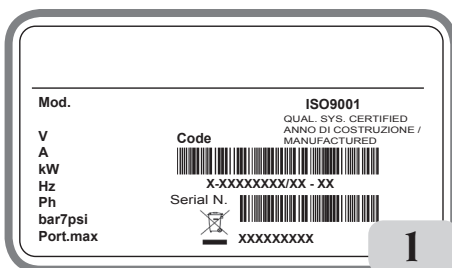 Mod.
ISO9001
QUAL. SYS. CERTIFIED
ANNO DI COSTRUZIONE /
MANUFACTURED
V
A
kW
Hz
Ph
bar7psi
Port.max
Code
X-XXXXXXXX/XX - XX
Serial N.
XXXXXXXXX
1